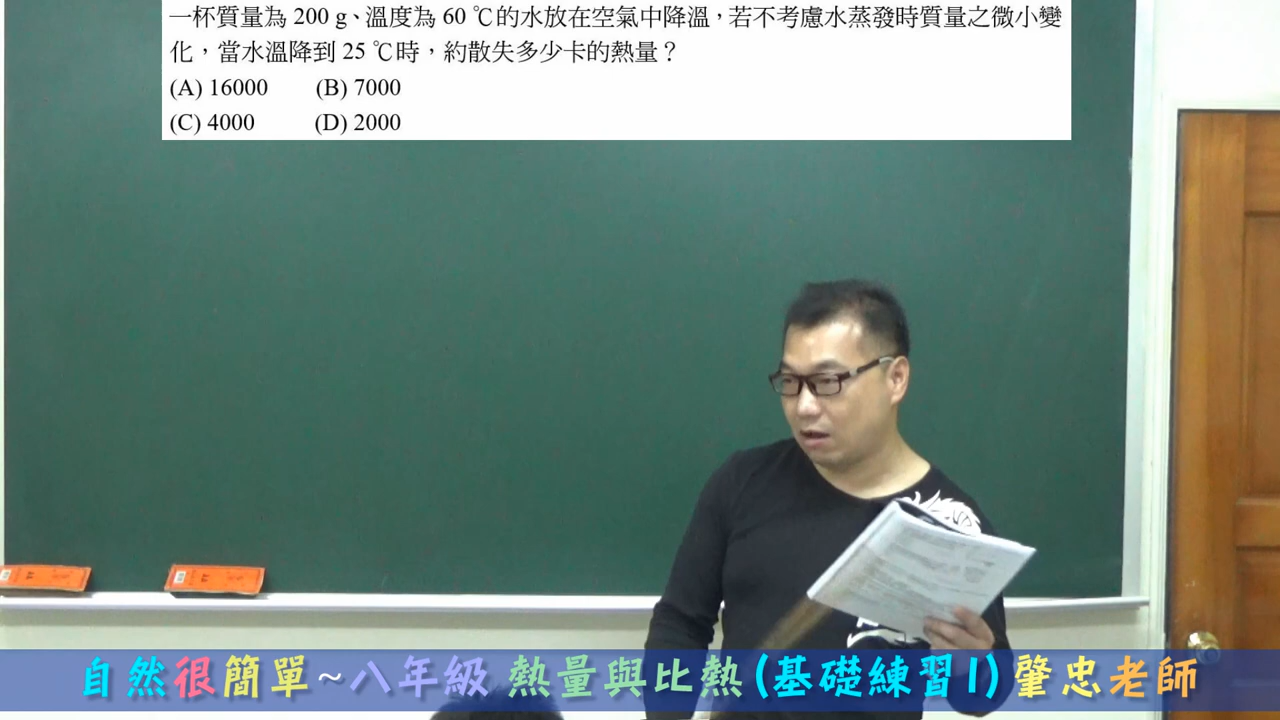 一杯質量為 200 g、溫度為 60 ℃的水放在空氣中降溫，若不考慮水蒸發時質量之微小變
化，當水溫降到 25 ℃時，約散失多少卡的熱量？
(A) 16000 (B) 7000
(C) 4000 (D) 2000
自然很簡單~八年級 熱量與比熱(基礎練習1)肇忠老師